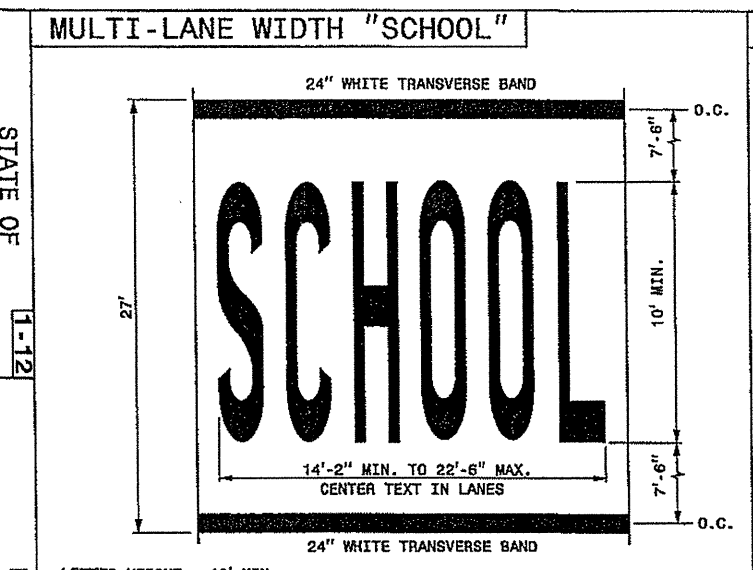 MULTI-LANE WIDTH "SCHOOL"
24" WHITE TRANSVERSE BAND
O.C.
7'-6"
STATE OF
SCHOOL
10' MIN.
27'
1-12
14'-2" MIN. TO 22'-6" MAX.
CENTER TEXT IN LANES
7'-6"
O.C.
24" WHITE TRANSVERSE BAND